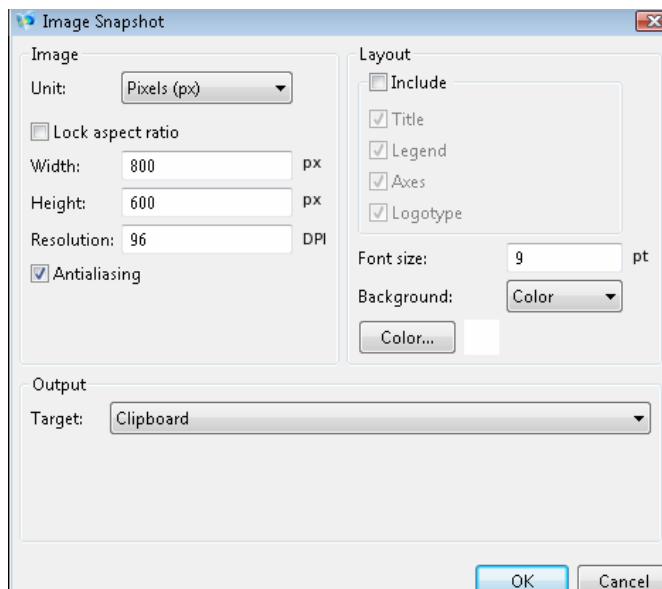 Image Snapshot
Image
Unit: Pixels (px)
Lock aspect ratio
Width: 800 px
Height: 600 px
Resolution: 96 DPI
Antialiasing
Layout
Include
Title
Legend
Axes
Logotype
Font size: 9 pt
Background: Color
Color...
Output
Target: Clipboard
OK Cancel